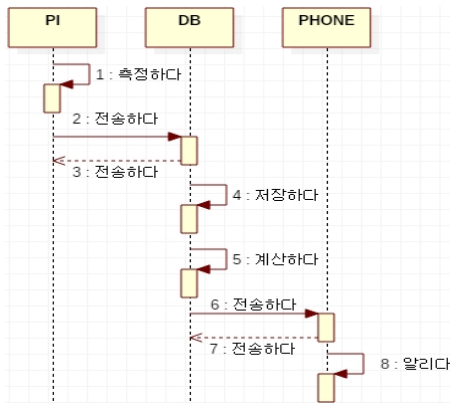 PI
DB
PHONE
1 : 측정하다
2 : 전송하다
3 : 전송하다
4 : 저장하다
5 : 계산하다
6 : 전송하다
7 : 전송하다
8 : 알리다